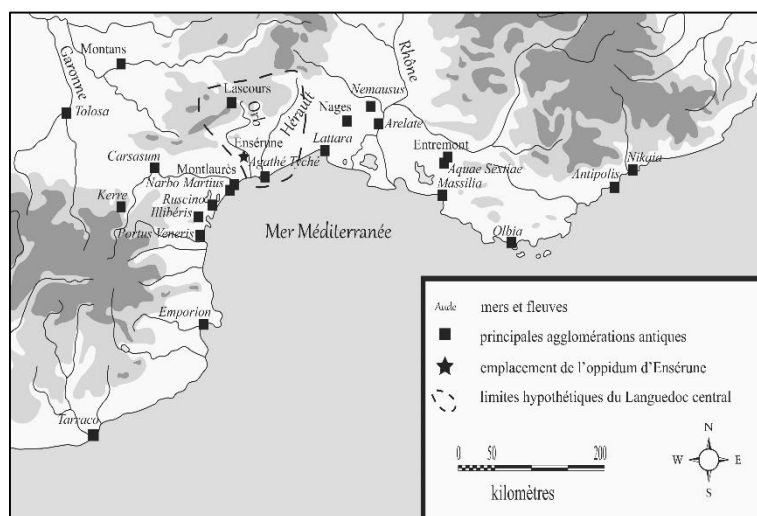 Montans
Garonne
Tolosa
Lascours
Orb
Hérault
Nages
Nemausus
Rhône
Arelate
Ensérune
Lattara
Agathé Tyché
Carsasum
Montlaurès
Narbo Martius
Kerre
Ruscino
Illibéris
Portus Veneris
Entremont
Aquae Sextiae
Massilia
Nikaia
Antipolis
Olbia
Mer Méditerranée
Emporion
Tarraco
Aude mers et fleuves
principales agglomérations antiques
emplacement de l'oppidum d'Ensérune
limites hypothétiques du Languedoc central
0 50 100 200
kilomètres
N
W E
S